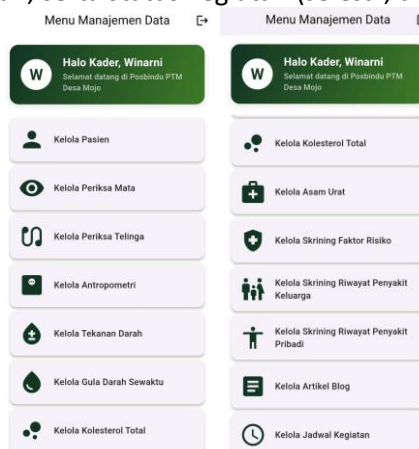 Menu Manajemen Data
W
Halo Kader, Winarni
Selamat datang di Posbindu PTM
Desa Mojo
Kelola Pasien
Kelola Periksa Mata
Kelola Periksa Telinga
Kelola Antropometri
Kelola Tekanan Darah
Kelola Gula Darah Sewaktu
Kelola Kolesterol Total
Menu Manajemen Data
W
Halo Kader, Winarni
Selamat datang di Posbindu PTM
Desa Mojo
Kelola Kolesterol Total
Kelola Asam Urat
Kelola Skrining Faktor Risiko
Kelola Skrining Riwayat Penyakit
Keluarga
Kelola Skrining Riwayat Penyakit
Pribadi
Kelola Artikel Blog
Kelola Jadwal Kegiatan